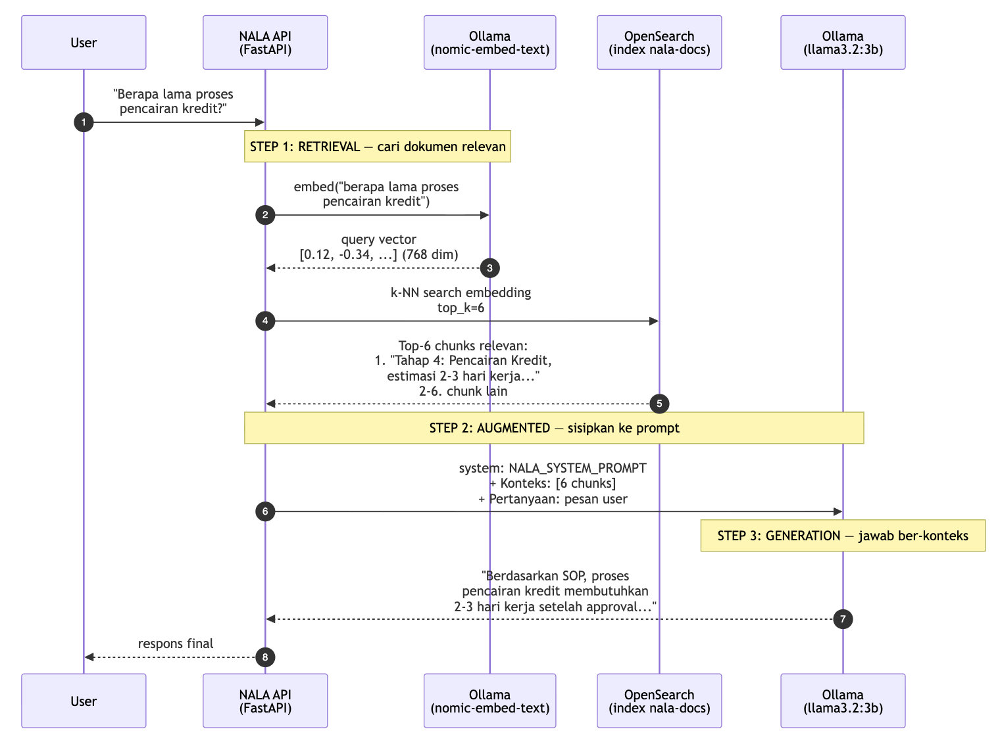 User
NALA API
(FastAPI)
Ollama
(nomic-embed-text)
OpenSearch
(index nala-docs)
Ollama
(llama3.2:3b)
"Berapa lama proses
pencairan kredit?"
1
STEP 1: RETRIEVAL — cari dokumen relevan
embed("berapa lama proses
pencairan kredit")
2
query vector
[0.12, -0.34, ...] (768 dim)
3
k-NN search embedding
top_k=6
4
Top-6 chunks relevan:
1. "Tahap 4: Pencairan Kredit,
estimasi 2-3 hari kerja..."
2-6. chunk lain
5
STEP 2: AUGMENTED — sisipkan ke prompt
system: NALA_SYSTEM_PROMPT
+ Konteks: [6 chunks]
+ Pertanyaan: pesan user
6
STEP 3: GENERATION — jawab ber-konteks
"Berdasarkan SOP, proses
pencairan kredit membutuhkan
2-3 hari kerja setelah approval..."
7
respons final
8
User
NALA API
(FastAPI)
Ollama
(nomic-embed-text)
OpenSearch
(index nala-docs)
Ollama
(llama3.2:3b)